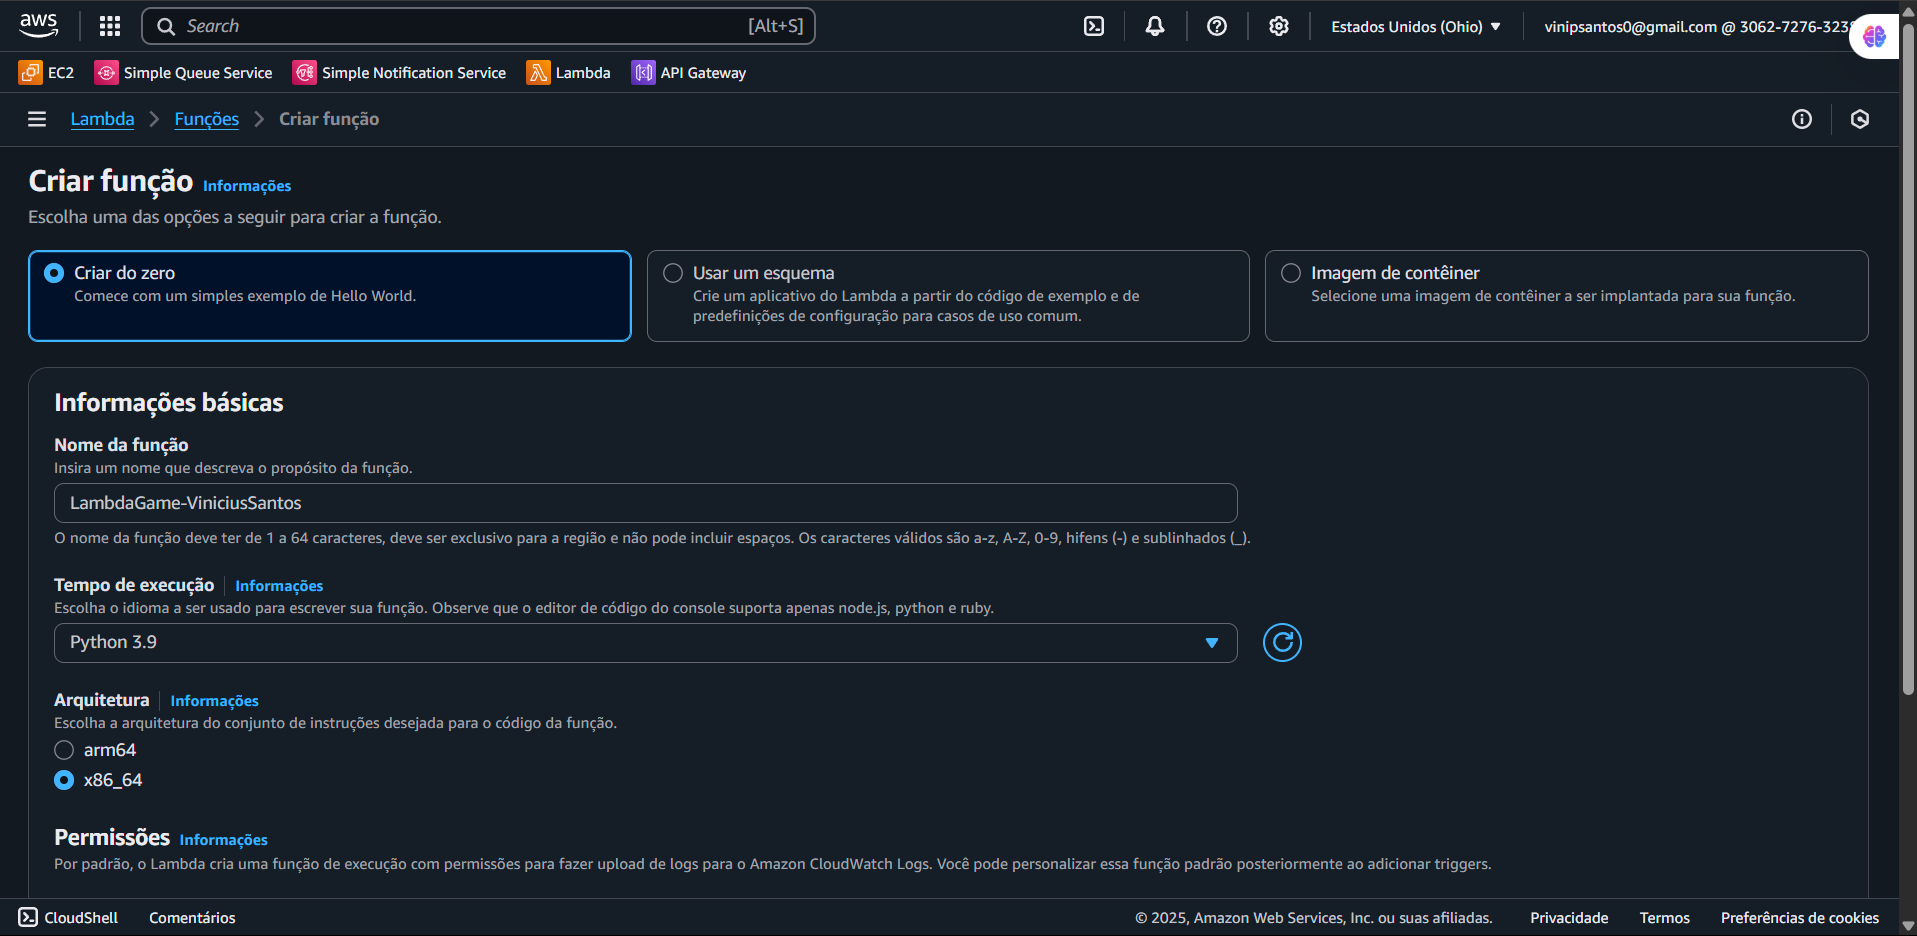 aws
Search [Alt+S]
Estados Unidos (Ohio)
vinipsantos0@gmail.com @ 3062-7276-323
EC2
Simple Queue Service
Simple Notification Service
Lambda
API Gateway
Lambda
Funções
Criar função
Criar função Informações
Escolha uma das opções a seguir para criar a função.
Criar do zero
Comece com um simples exemplo de Hello World.
Usar um esquema
Crie um aplicativo do Lambda a partir do código de exemplo e de
predefinições de configuração para casos de uso comum.
Imagem de contêiner
Selecione uma imagem de contêiner a ser implantada para sua função.
Informações básicas
Nome da função
Insira um nome que descreva o propósito da função.
LambdaGame-ViniciusSantos
O nome da função deve ter de 1 a 64 caracteres, deve ser exclusivo para a região e não pode incluir espaços. Os caracteres válidos são a-z, A-Z, 0-9, hifens (-) e sublinhados (_).
Tempo de execução Informações
Escolha o idioma a ser usado para escrever sua função. Observe que o editor de código do console suporta apenas node.js, python e ruby.
Python 3.9
Arquitetura Informações
Escolha a arquitetura do conjunto de instruções desejada para o código da função.
arm64
x86_64
Permissões Informações
Por padrão, o Lambda cria uma função de execução com permissões para fazer upload de logs para o Amazon CloudWatch Logs. Você pode personalizar essa função padrão posteriormente ao adicionar triggers.
CloudShell
Comentários
© 2025, Amazon Web Services, Inc. ou suas afiliadas.
Privacidade
Termos
Preferências de cookies